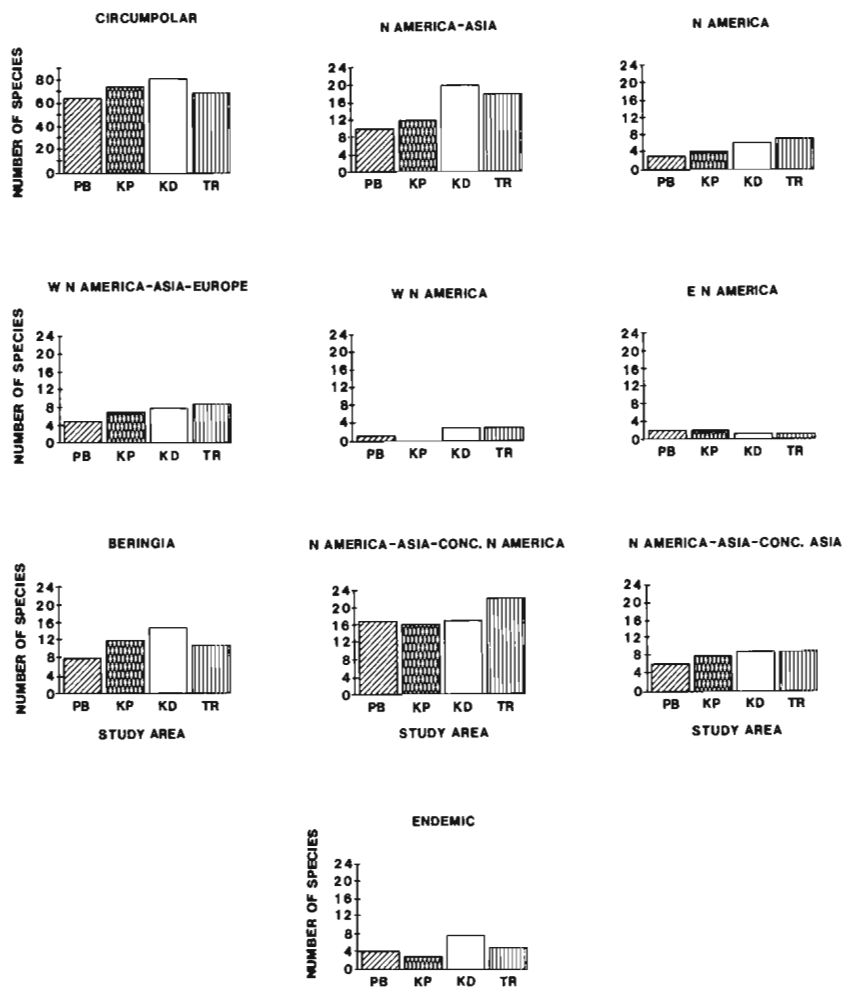 CIRCUMPOLAR
NUMBER OF SPECIES
80
60
40
20
0
PB KP KD TR
N AMERICA-ASIA
24
20
16
12
8
4
0
PB KP KD TR
N AMERICA
24
20
16
12
8
4
0
PB KP KD TR
W N AMERICA-ASIA-EUROPE
NUMBER OF SPECIES
24
20
16
12
8
4
0
PB KP KD TR
W N AMERICA
24
20
16
12
8
4
0
PB KP KD TR
E N AMERICA
24
20
16
12
8
4
0
PB KP KD TR
BERINGIA
NUMBER OF SPECIES
24
20
16
12
8
4
0
PB KP KD TR
STUDY AREA
N AMERICA-ASIA-CONC. N AMERICA
24
20
16
12
8
4
0
PB KP KD TR
STUDY AREA
N AMERICA-ASIA-CONC. ASIA
24
20
16
12
8
4
0
PB KP KD TR
STUDY AREA
ENDEMIC
NUMBER OF SPECIES
24
20
16
12
8
4
0
PB KP KD TR